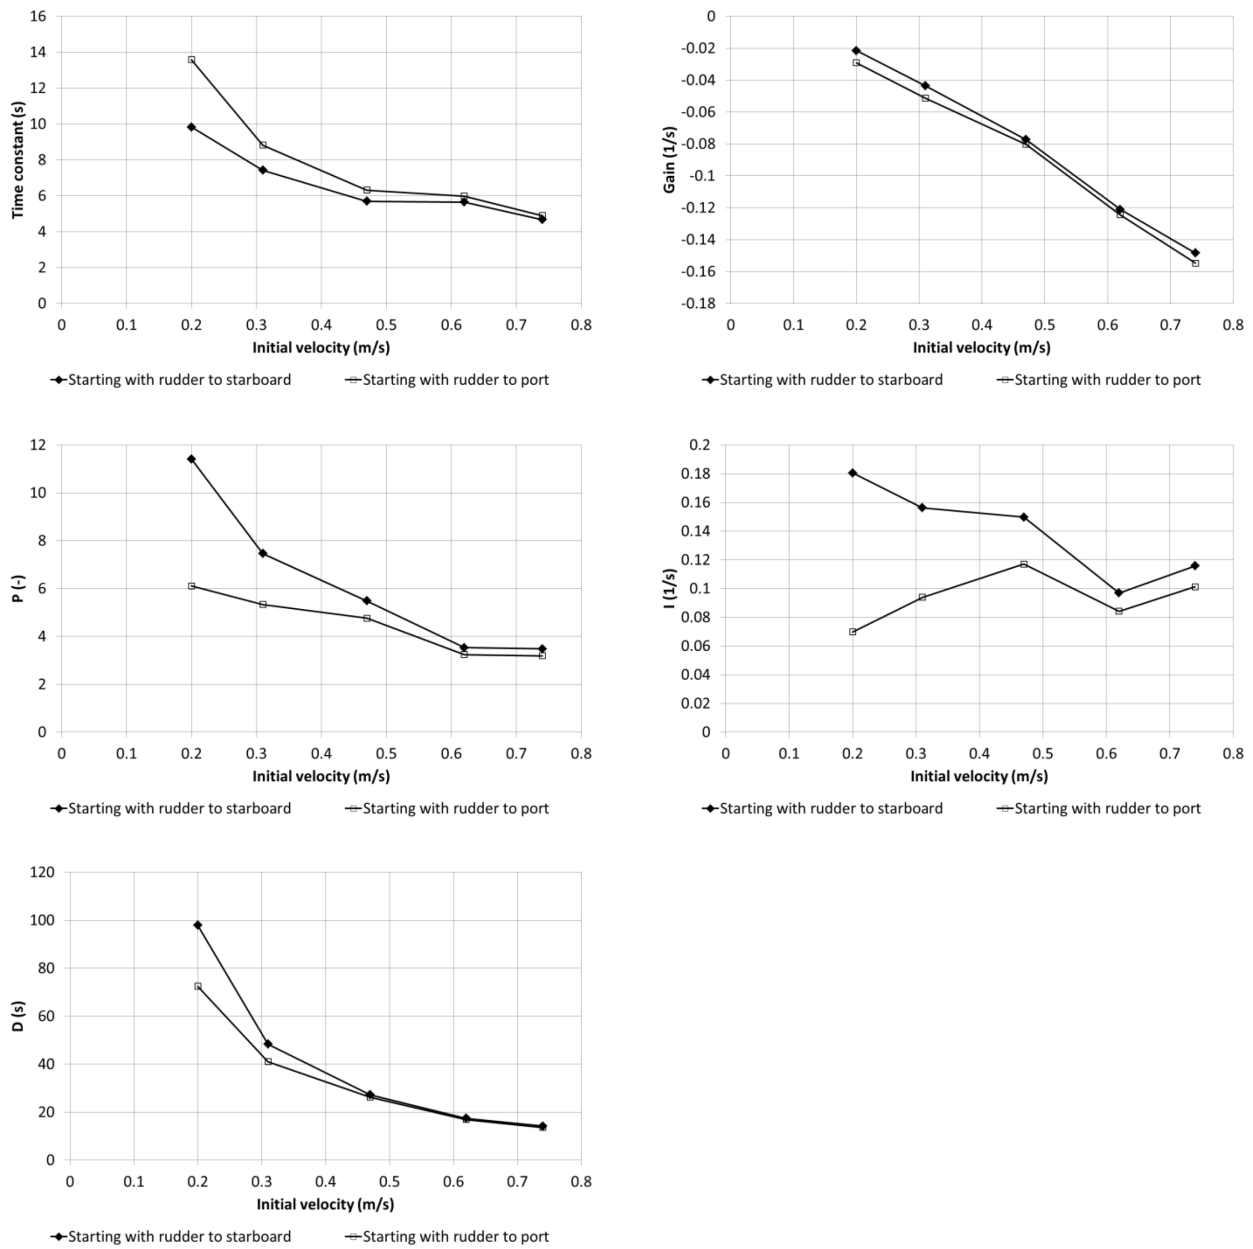 Time constant (s)
16
14
12
10
8
6
4
2
0
0 0.1 0.2 0.3 0.4 0.5 0.6 0.7 0.8
Initial velocity (m/s)
Starting with rudder to starboard Starting with rudder to port
Gain (1/s)
0
-0.02
-0.04
-0.06
-0.08
-0.1
-0.12
-0.14
-0.16
-0.18
0 0.1 0.2 0.3 0.4 0.5 0.6 0.7 0.8
Initial velocity (m/s)
Starting with rudder to starboard Starting with rudder to port
P (-)
12
10
8
6
4
2
0
0 0.1 0.2 0.3 0.4 0.5 0.6 0.7 0.8
Initial velocity (m/s)
Starting with rudder to starboard Starting with rudder to port
I (1/s)
0.2
0.18
0.16
0.14
0.12
0.1
0.08
0.06
0.04
0.02
0
0 0.1 0.2 0.3 0.4 0.5 0.6 0.7 0.8
Initial velocity (m/s)
Starting with rudder to starboard Starting with rudder to port
D (s)
120
100
80
60
40
20
0
0 0.1 0.2 0.3 0.4 0.5 0.6 0.7 0.8
Initial velocity (m/s)
Starting with rudder to starboard Starting with rudder to port